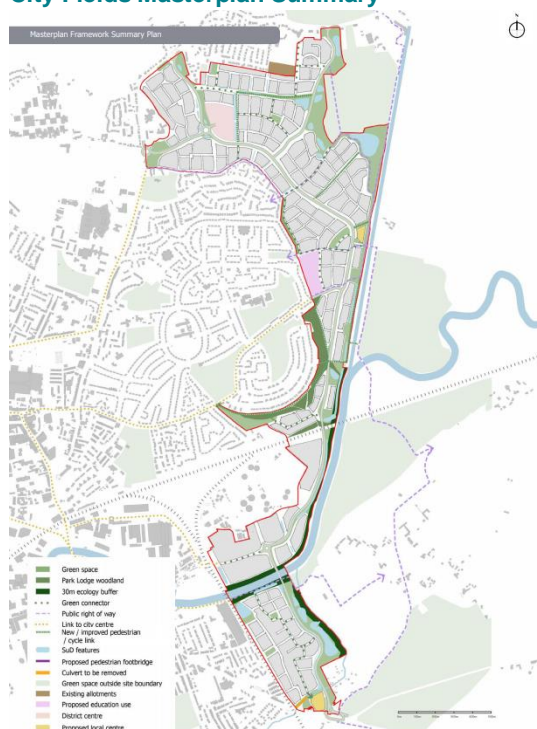 City Fields Masterplan Summary
Masterplan Framework Summary Plan
N
Green space
Park Lodge woodland
30m ecology buffer
Green connector
Public right of way
Link to city centre
New / improved pedestrian
/ cycle link
SuD features
Proposed pedestrian footbridge
Culvert to be removed
Green space outside site boundary
Existing allotments
Proposed education use
District centre
Proposed local centre